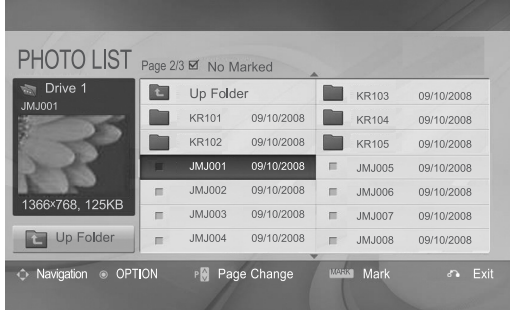 PHOTO LIST
Page 2/3 No Marked
Drive 1
JMJ001
1366×768, 125KB
Up Folder
Up Folder
KR101 09/10/2008
KR102 09/10/2008
JMJ001 09/10/2008
JMJ002 09/10/2008
JMJ003 09/10/2008
JMJ004 09/10/2008
KR103 09/10/2008
KR104 09/10/2008
KR105 09/10/2008
JMJ005 09/10/2008
JMJ006 09/10/2008
JMJ007 09/10/2008
JMJ008 09/10/2008
Navigation OPTION P Page Change MARK Mark Exit